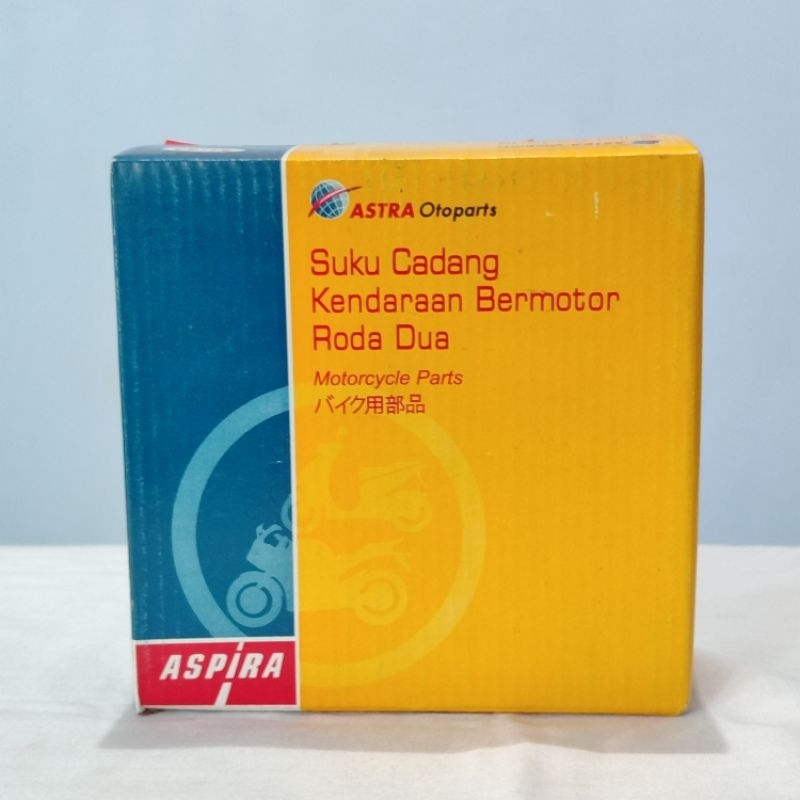 ASTRA Otoparts
Suku Cadang
Kendaraan Bermotor
Roda Dua
Motorcycle Parts
バイク用部品
ASPIRA